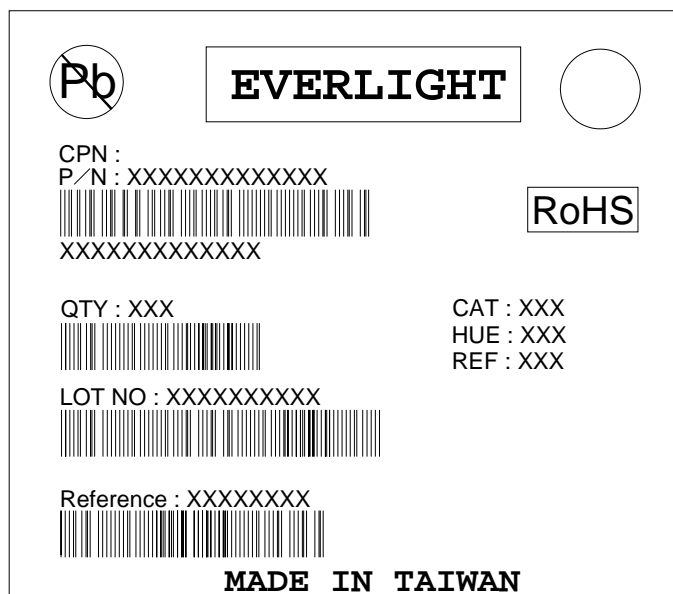 Pb
EVERLIGHT
CPN :
P/N : XXXXXXXXXXXXX
XXXXXXXXXXXXX
RoHS
QTY : XXX
CAT : XXX
HUE : XXX
REF : XXX
LOT NO : XXXXXXXXXX
Reference : XXXXXXXX
MADE IN TAIWAN